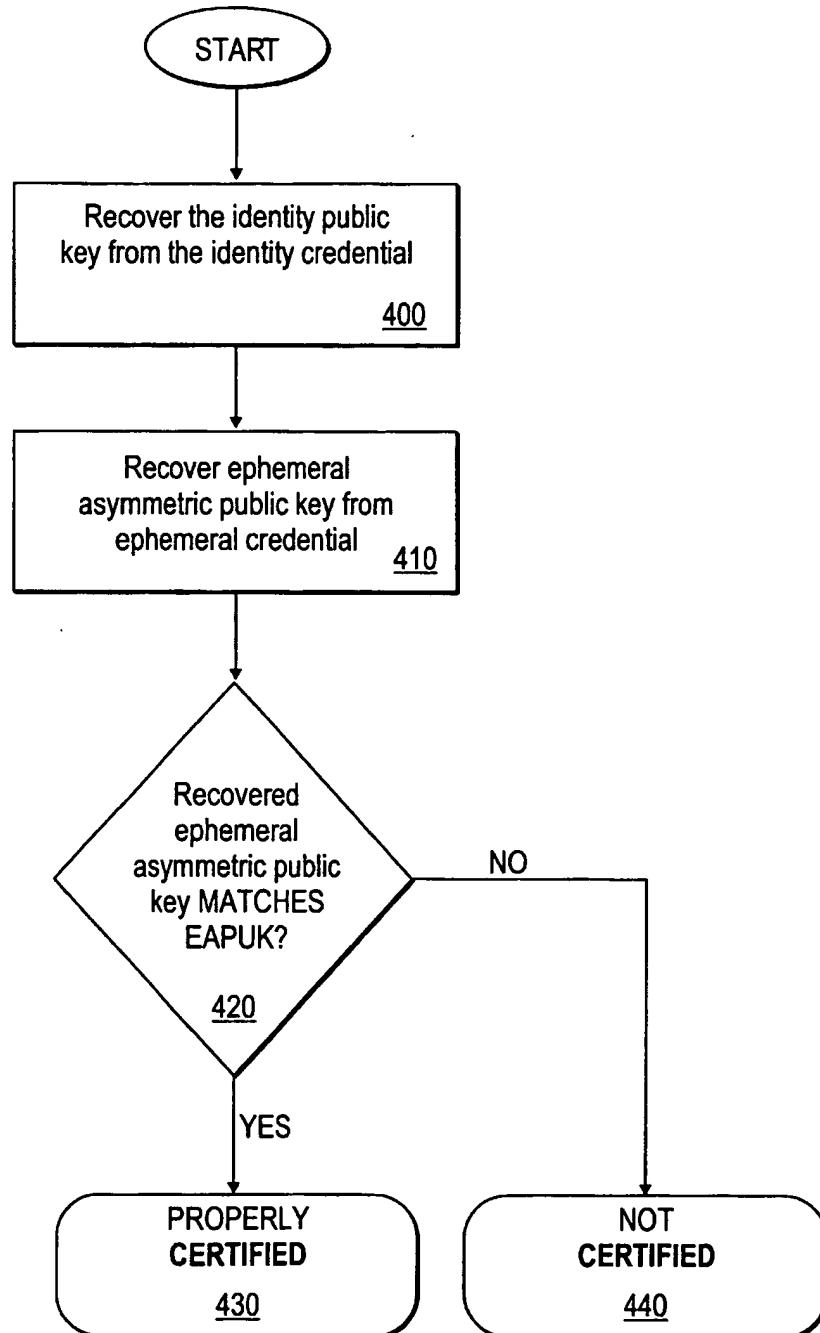 START
Recover the identity public
key from the identity credential
400
Recover ephemeral
asymmetric public key from
ephemeral credential
410
Recovered
ephemeral
asymmetric public
key MATCHES
EAPUK?
420
NO
YES
PROPERLY
CERTIFIED
430
NOT
CERTIFIED
440